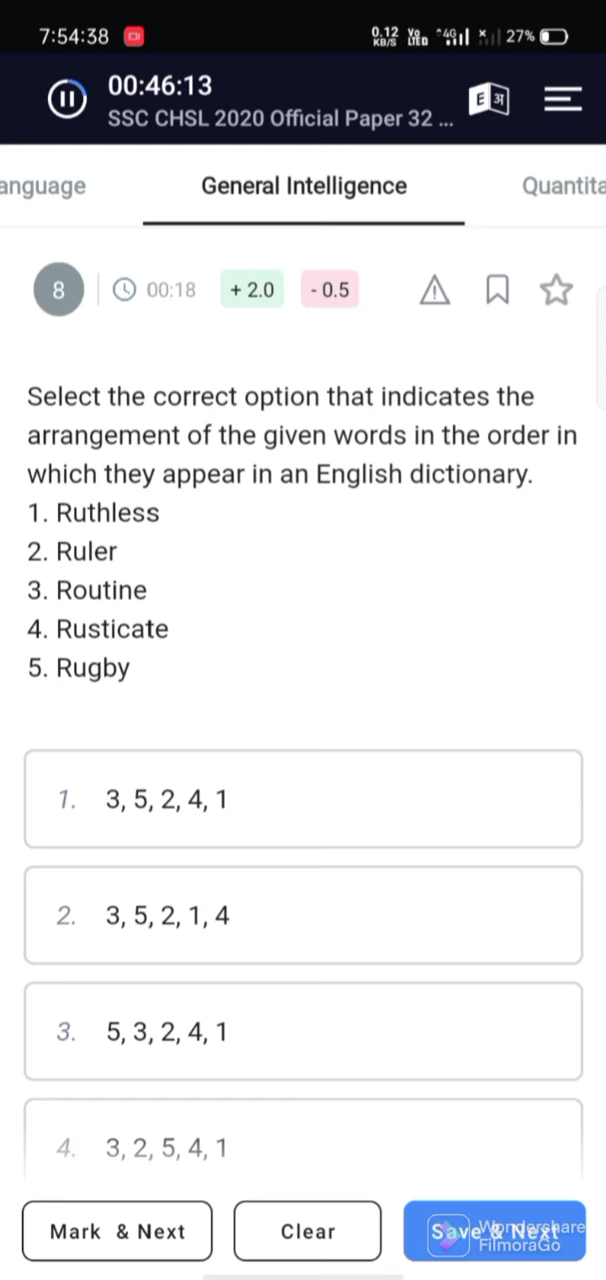 7:54:38
0.12 KB/S Vo LTED 4G 27%
00:46:13
SSC CHSL 2020 Official Paper 32 ...
E अ
anguage General Intelligence Quantita
8 00:18 + 2.0 - 0.5
Select the correct option that indicates the
arrangement of the given words in the order in
which they appear in an English dictionary.
1. Ruthless
2. Ruler
3. Routine
4. Rusticate
5. Rugby
1. 3, 5, 2, 4, 1
2. 3, 5, 2, 1, 4
3. 5, 3, 2, 4, 1
4. 3, 2, 5, 4, 1
Mark & Next Clear Save & Next
Wondershare
FilmoraGo